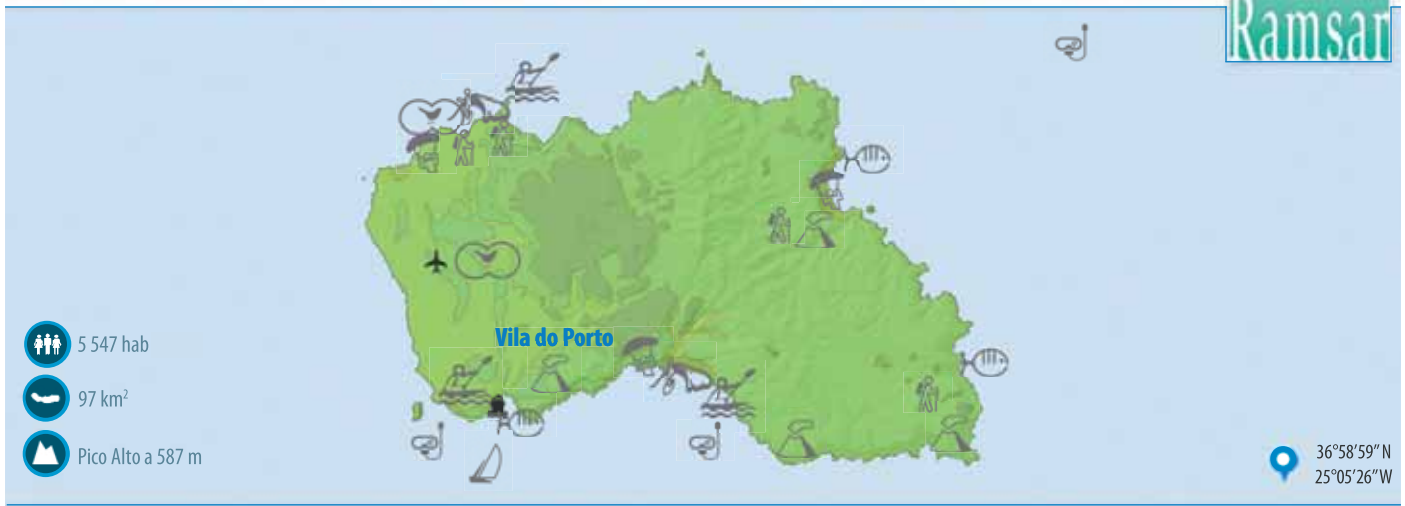 Ramsar
Vila do Porto
5 547 hab
97 km²
Pico Alto a 587 m
36°58’59’’ N
25°05’26’’ W